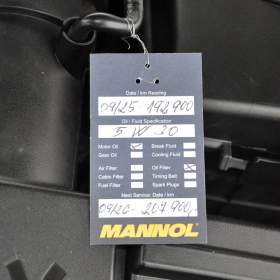 Date / km Reading
09/25-192 900
Oil / Fluid Specification
5 W 30
Motor Oil Break Fluid
Gear Oil Cooling Fluid
Air Filter Oil Filter
Cabin Filter Timing Belt
Fuel Filter Spark Plugs
Next Service: Date / km
09/26-207 900
MANNOL